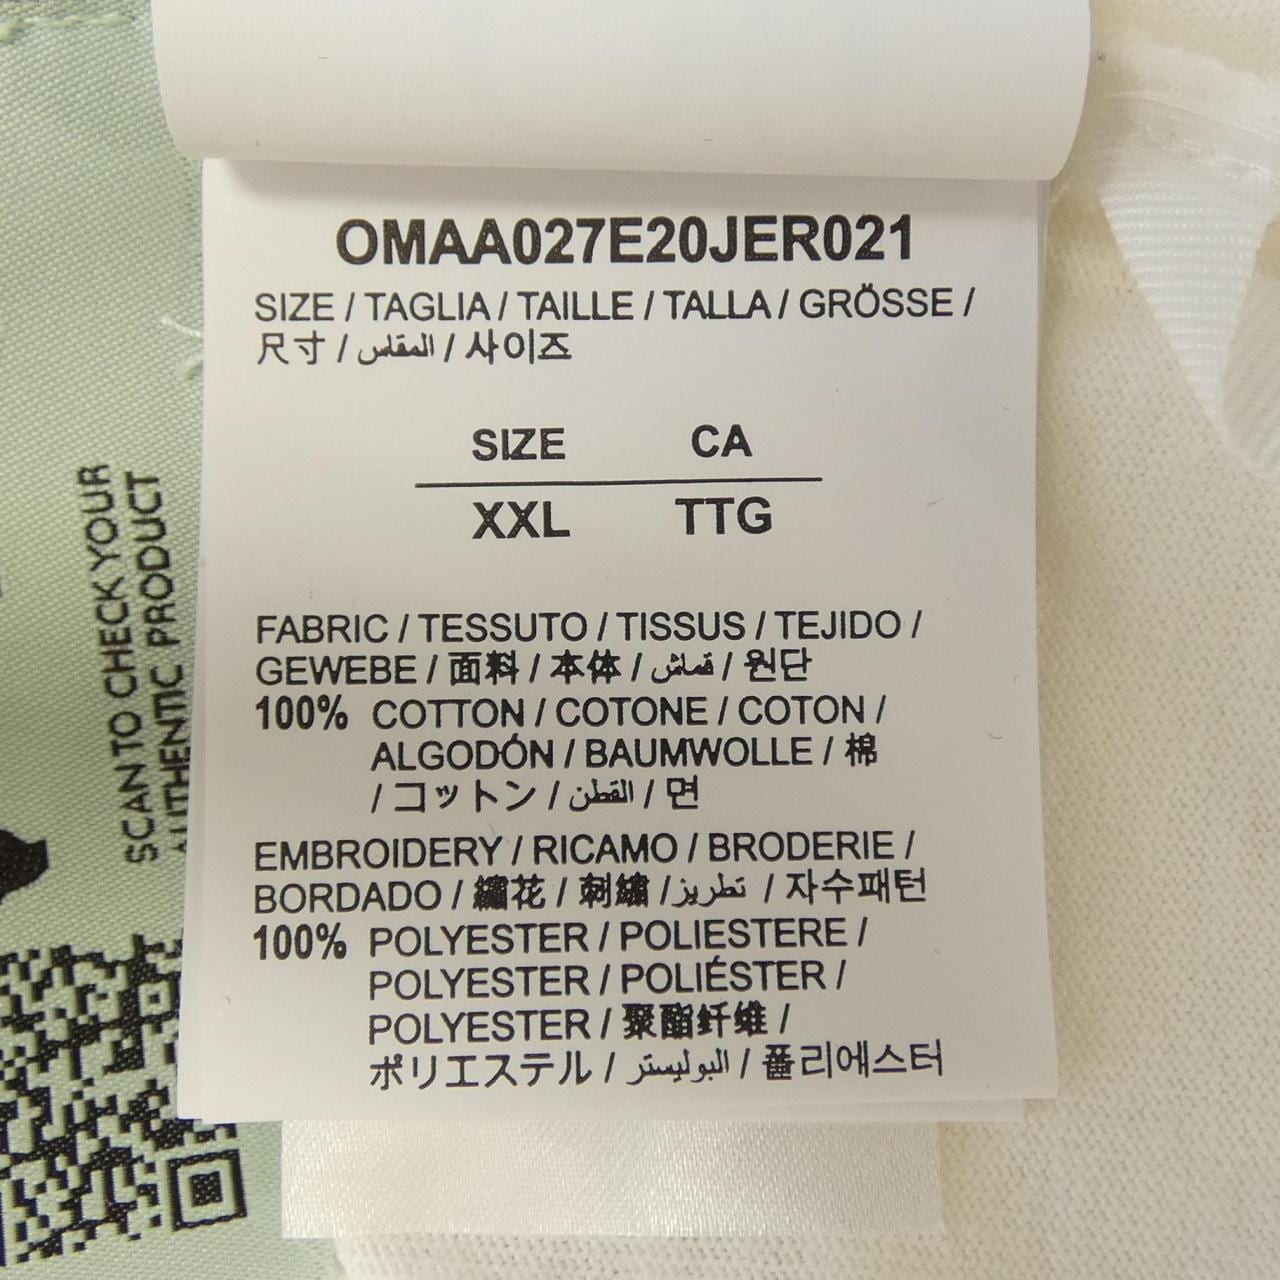 OMAA027E20JER021
SIZE / TAGLIA / TAILLE / TALLA / GRÖSSE /
尺寸 / المقاس / 사이즈
SIZE CA
XXL TTG
FABRIC / TESSUTO / TISSUS / TEJIDO /
GEWEBE / 面料 / 本体 / قماش / 원단
100% COTTON / COTONE / COTON /
ALGODÓN / BAUMWOLLE / 棉
/ コットン / القطن / 면
EMBROIDERY / RICAMO / BRODERIE /
BORDADO / 繡花 / 刺繍 / تطريز / 자수패턴
100% POLYESTER / POLIESTERE /
POLYESTER / POLIÉSTER /
POLYESTER / 聚酯纤维 /
ポリエステル / البوليستر / 폴리에스터
SCAN TO CHECK YOUR
AUTHENTIC PRODUCT